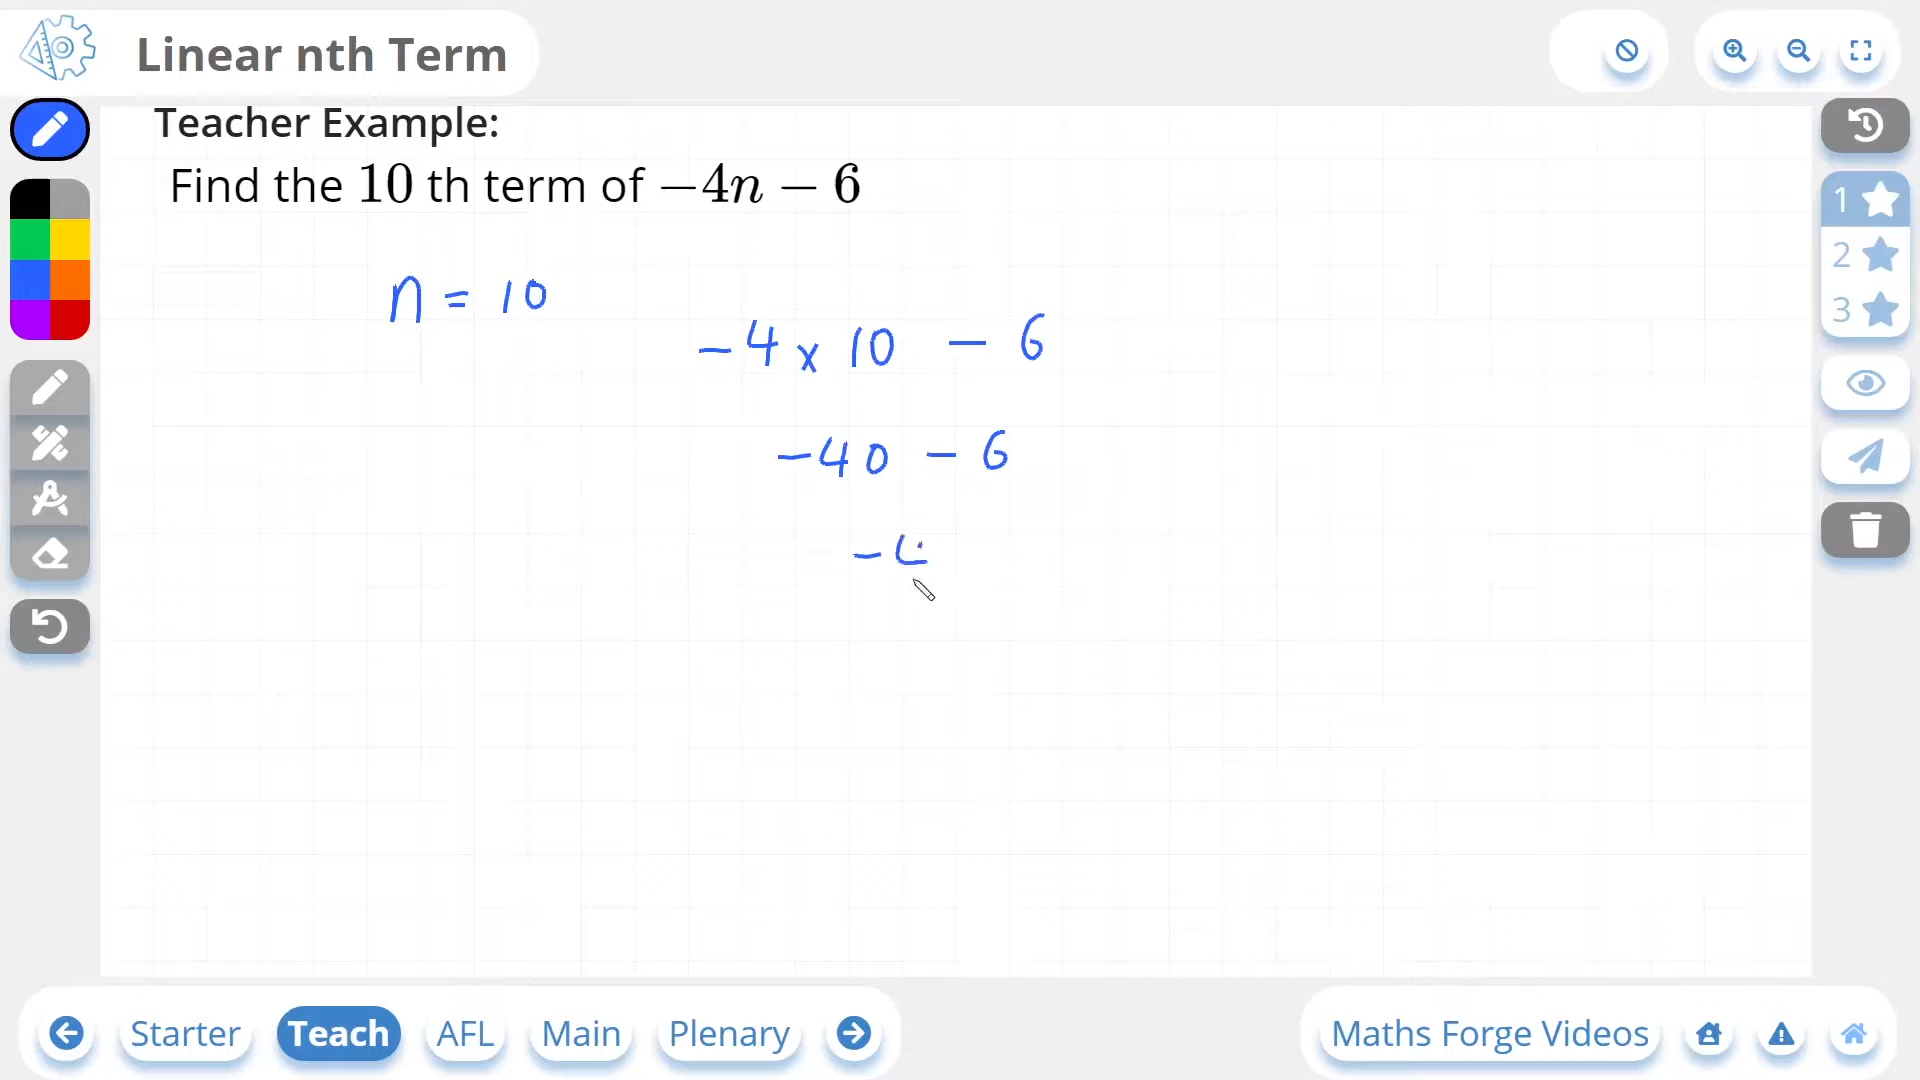 Linear nth Term
Teacher Example:
Find the 10 th term of −4n − 6
n = 10
-4 x 10 - 6
-40 - 6
1
2
3
Starter
Teach
AFL
Main
Plenary
Maths Forge Videos